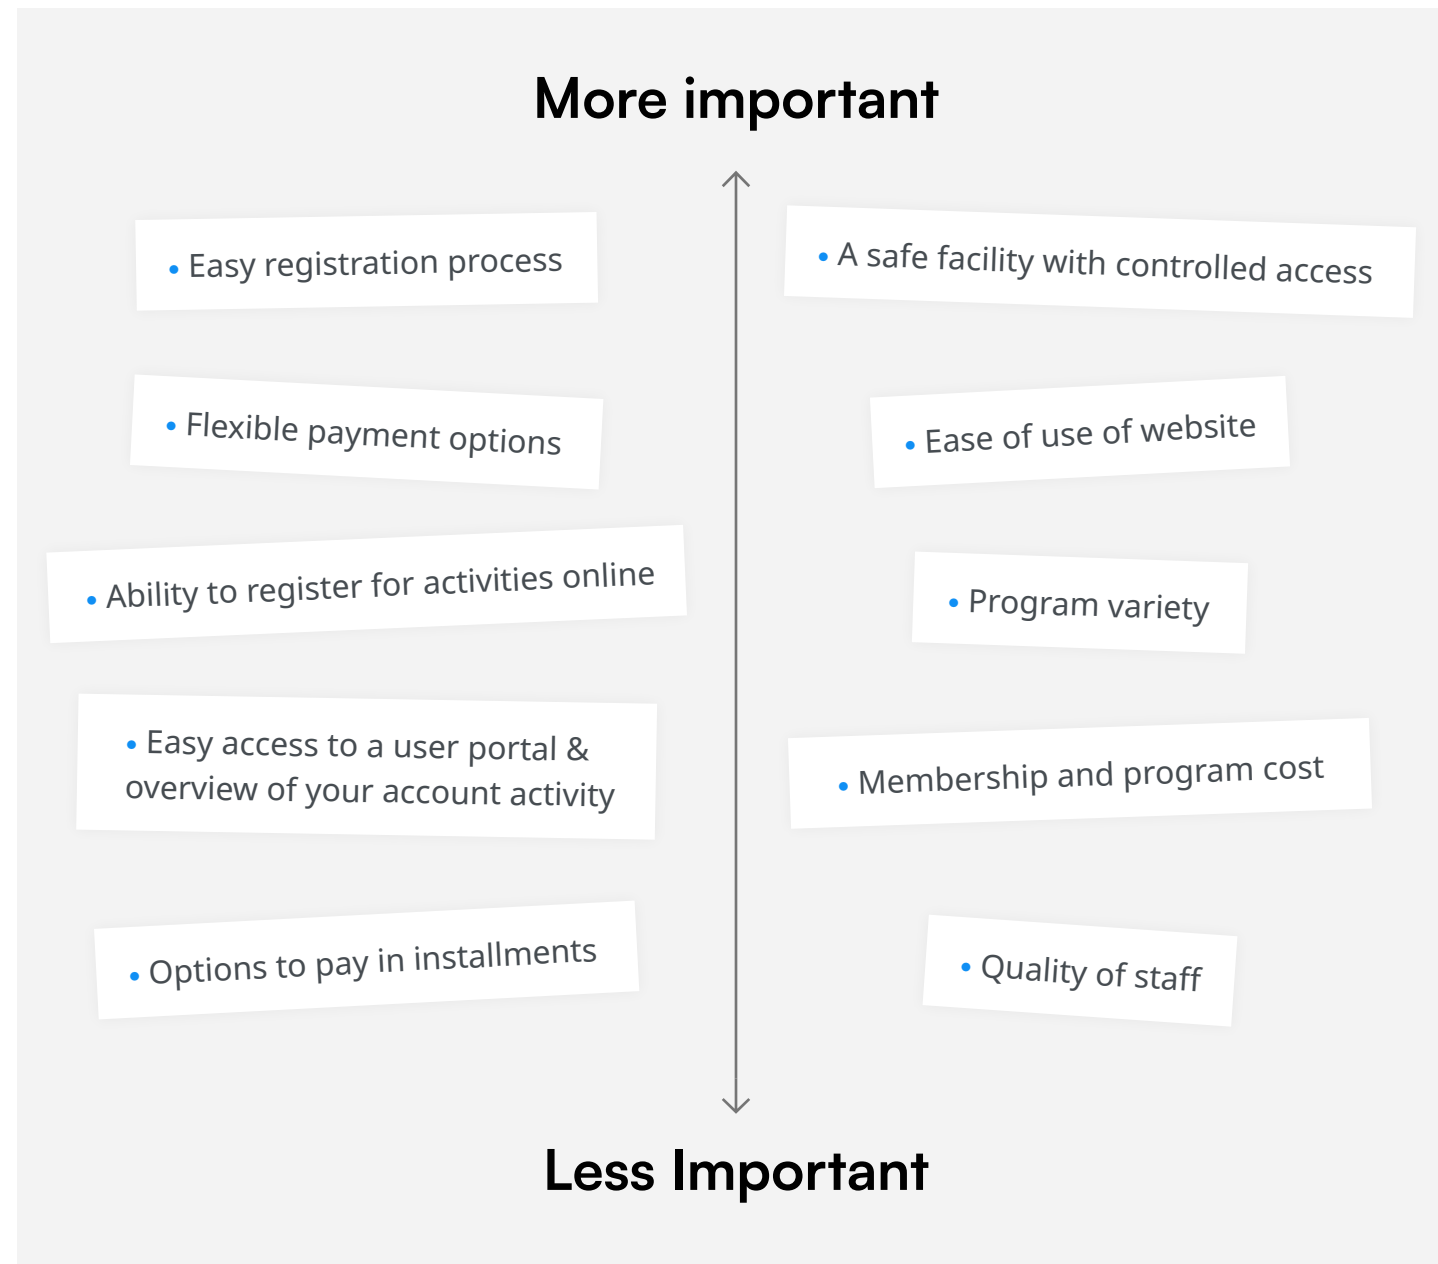 More important
• Easy registration process
• Flexible payment options
• Ability to register for activities online
• Easy access to a user portal &
overview of your account activity
• Options to pay in installments
• A safe facility with controlled access
• Ease of use of website
• Program variety
• Membership and program cost
• Quality of staff
Less Important